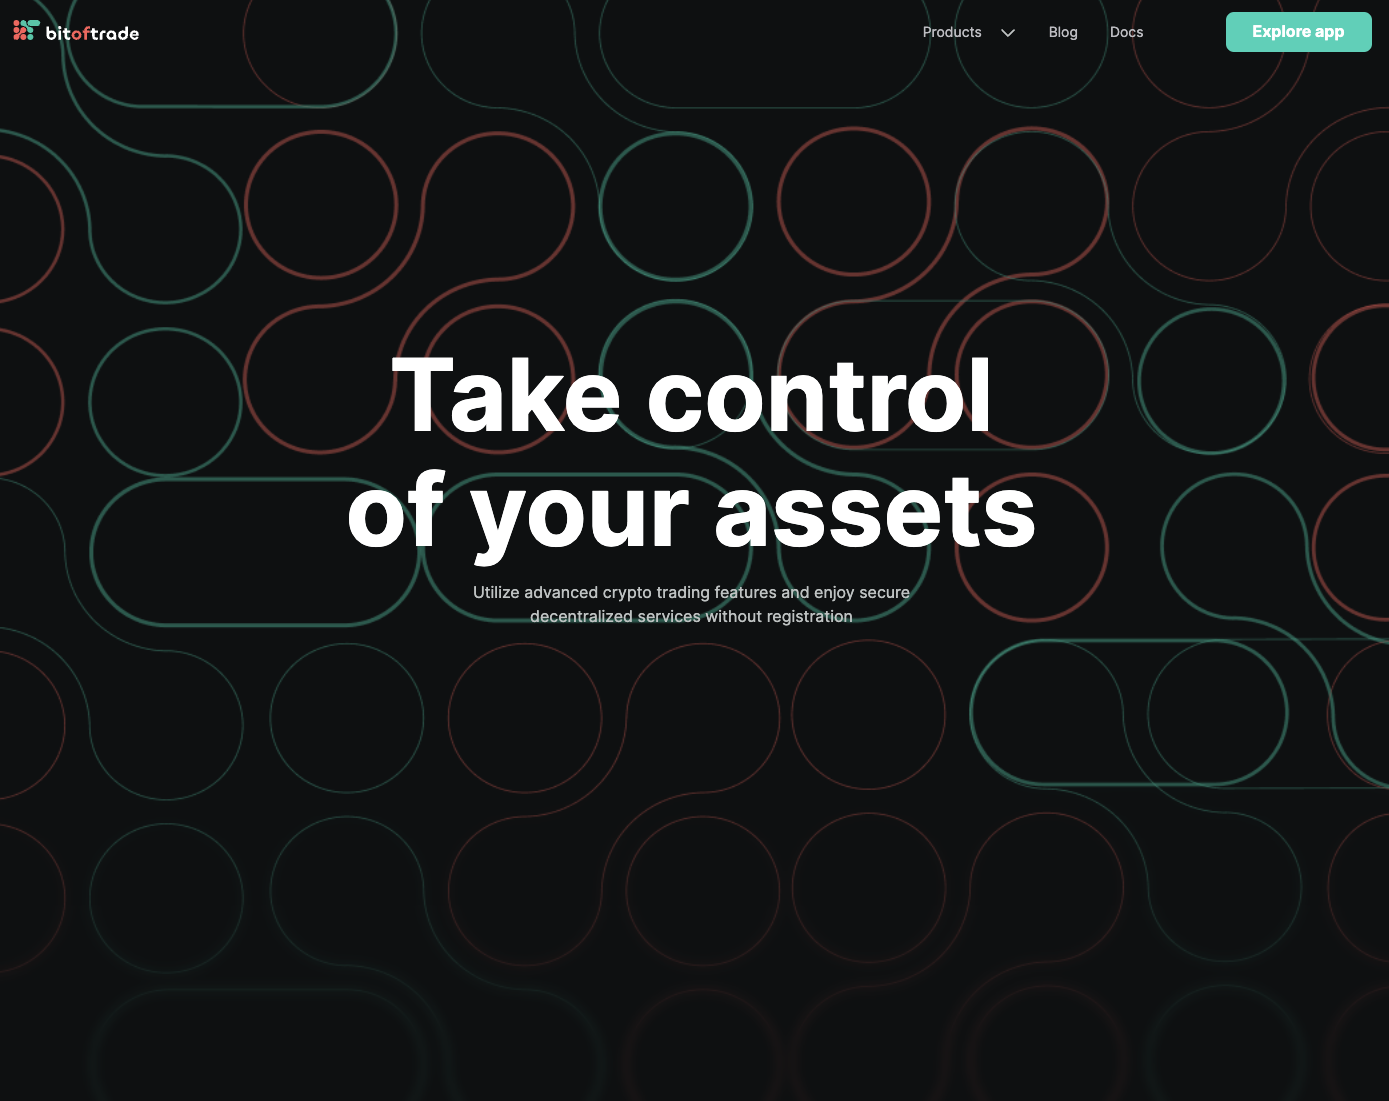 bitoftrade
Products
Blog
Docs
Explore app
Take control
of your assets
Utilize advanced crypto trading features and enjoy secure
decentralized services without registration